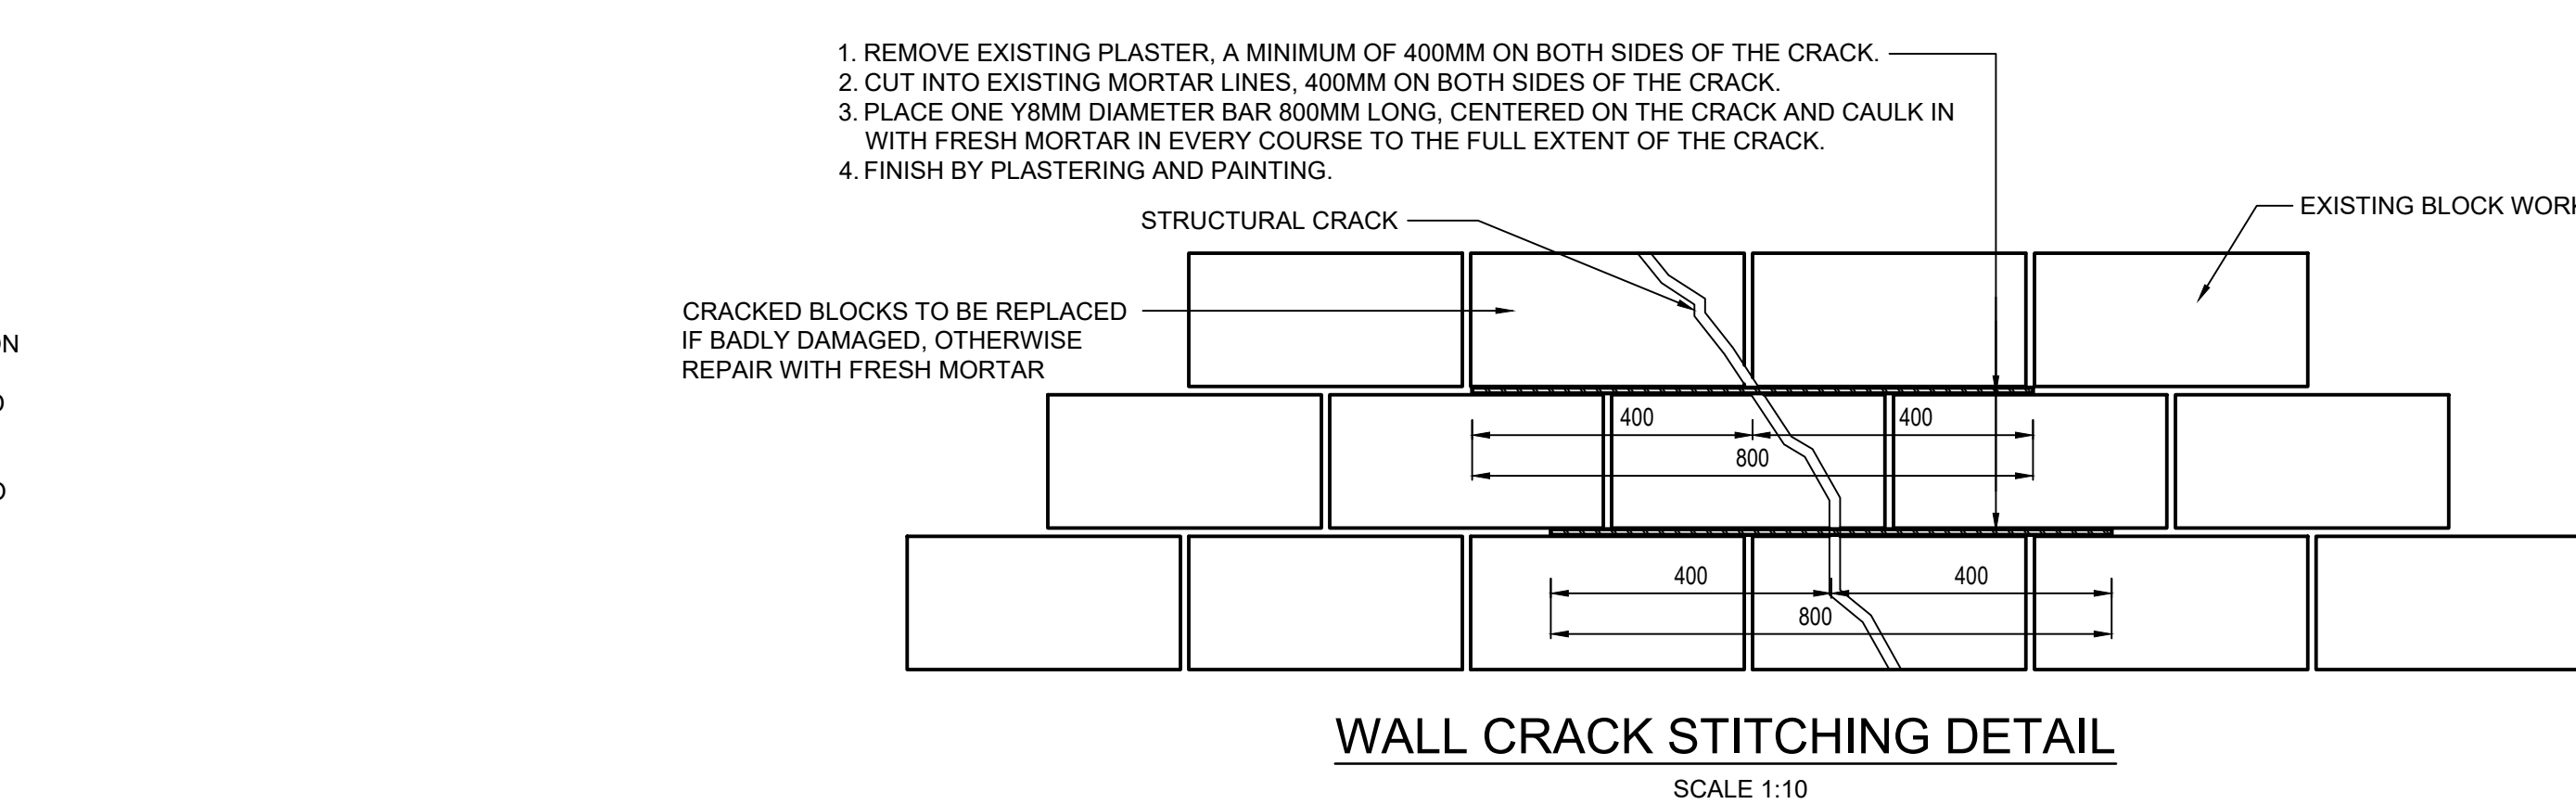 1. REMOVE EXISTING PLASTER, A MINIMUM OF 400MM ON BOTH SIDES OF THE CRACK.
2. CUT INTO EXISTING MORTAR LINES, 400MM ON BOTH SIDES OF THE CRACK.
3. PLACE ONE Y8MM DIAMETER BAR 800MM LONG, CENTERED ON THE CRACK AND CAULK IN
WITH FRESH MORTAR IN EVERY COURSE TO THE FULL EXTENT OF THE CRACK.
4. FINISH BY PLASTERING AND PAINTING.
STRUCTURAL CRACK
EXISTING BLOCK WORK
CRACKED BLOCKS TO BE REPLACED
IF BADLY DAMAGED, OTHERWISE
REPAIR WITH FRESH MORTAR
400 400
800
400 400
800
WALL CRACK STITCHING DETAIL
SCALE 1:10